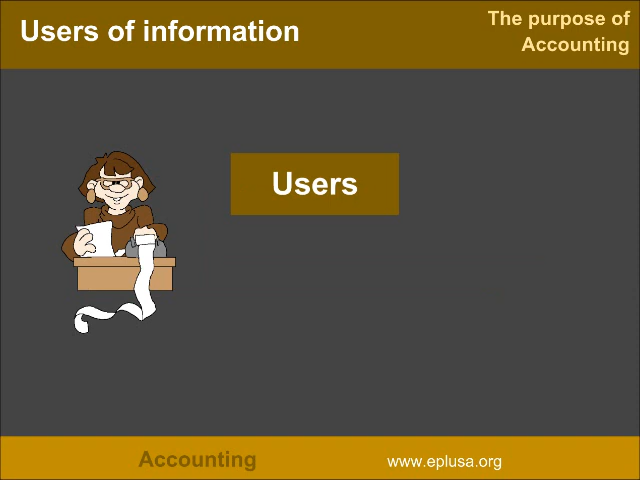 Users of information
The purpose of
Accounting
Users
Accounting
www.eplusa.org